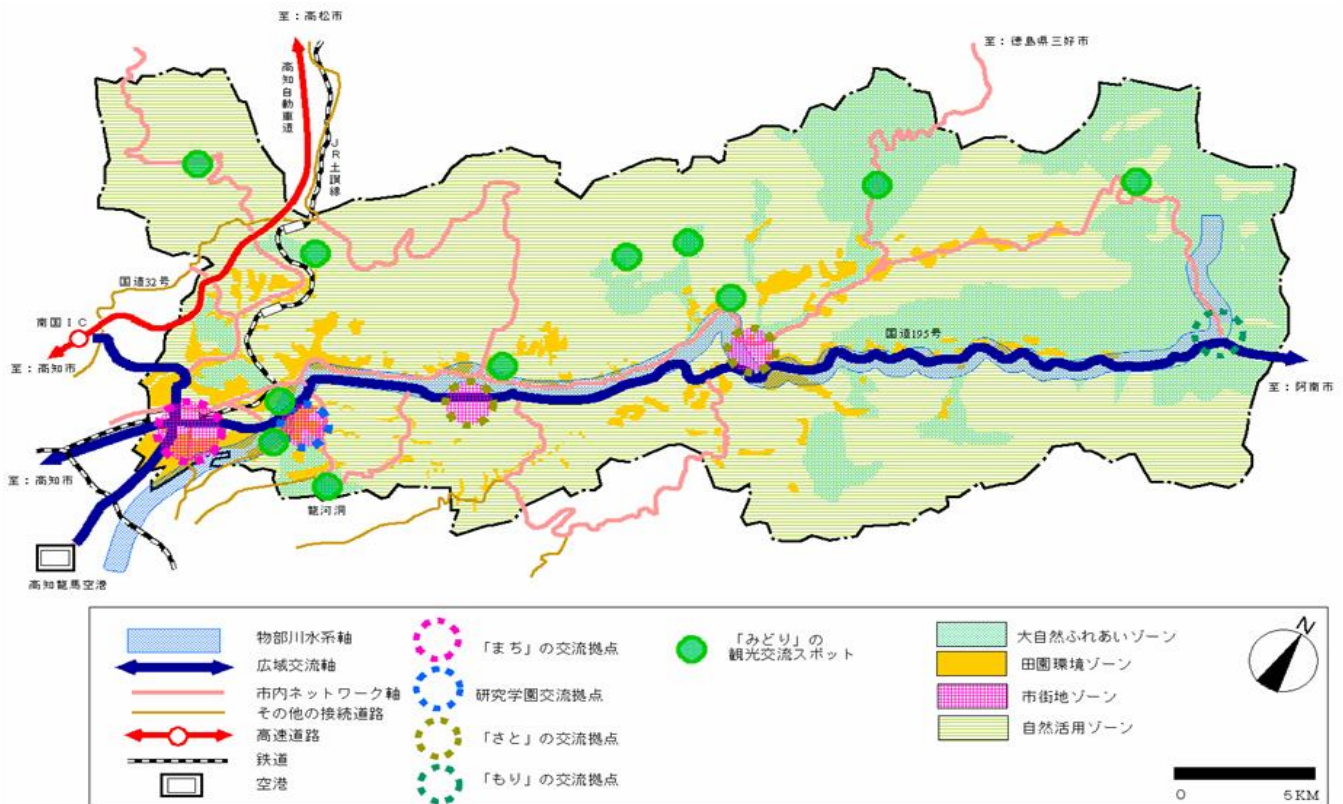 至：高松市
至：徳島県三好市
高知自動車道
JR土讃線
国道32号
南国IC
国道195号
至：高知市
至：阿南市
至：高知市
龍河洞
高知龍馬空港
物部川水系軸
広域交流軸
市内ネットワーク軸
その他の接続道路
高速道路
鉄道
空港
「まち」の交流拠点
研究学園交流拠点
「さと」の交流拠点
「もり」の交流拠点
「みどり」の
観光交流スポット
大自然ふれあいゾーン
田園環境ゾーン
市街地ゾーン
自然活用ゾーン
N
0 5KM